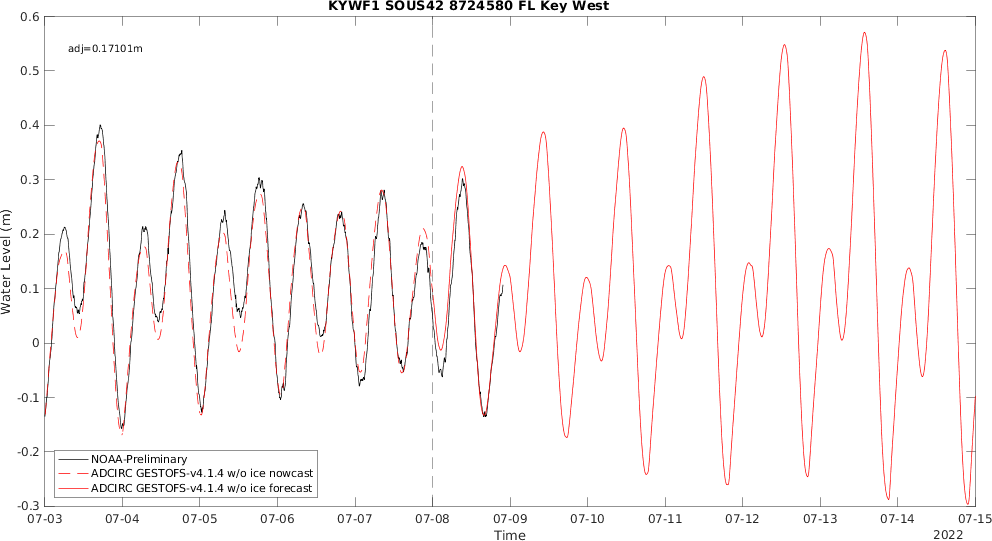 KYWF1 SOUS42 8724580 FL Key West
adj=0.17101m
Water Level (m)
0.6
0.5
0.4
0.3
0.2
0.1
0
-0.1
-0.2
-0.3
NOAA-Preliminary
ADCIRC GESTOFS-v4.1.4 w/o ice nowcast
ADCIRC GESTOFS-v4.1.4 w/o ice forecast
07-03 07-04 07-05 07-06 07-07 07-08 07-09 07-10 07-11 07-12 07-13 07-14 07-15
Time
2022